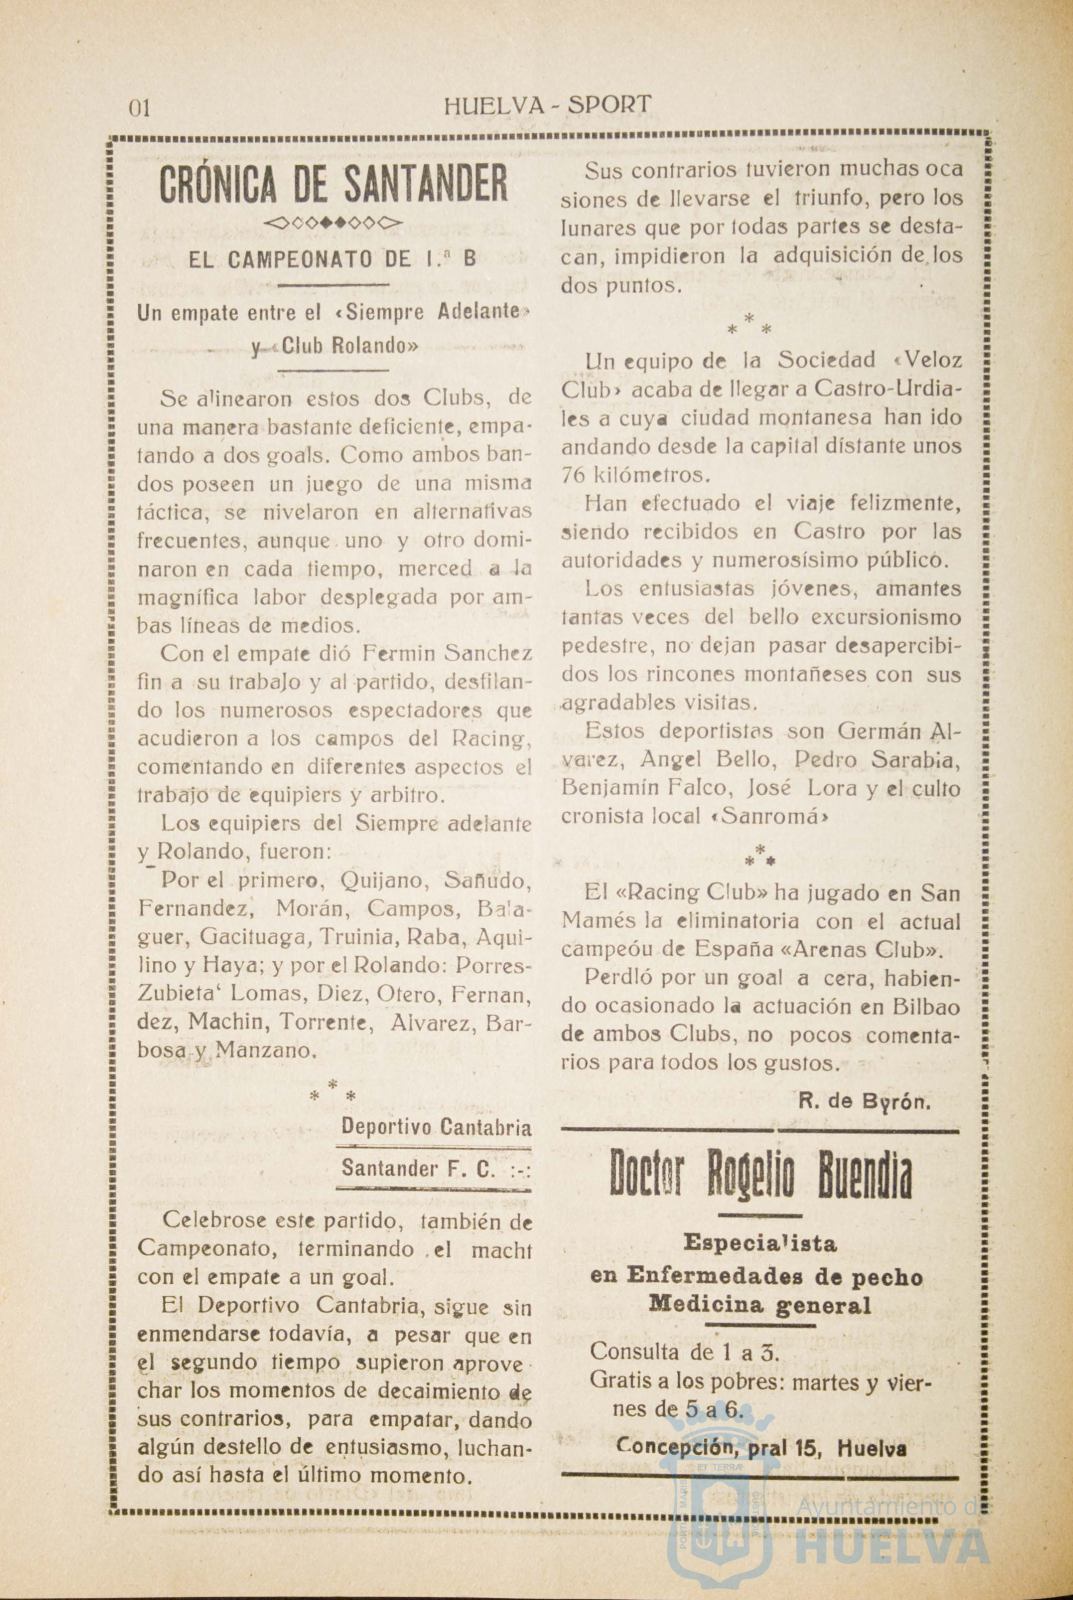 01
HUELVA - SPORT
CRÓNICA DE SANTANDER
EL CAMPEONATO DE 1.ª B
Un empate entre el «Siempre Adelante»
y «Club Rolando»
Se alinearon estos dos Clubs, de
una manera bastante deficiente, empa-
tando a dos goals. Como ambos ban-
dos poseen un juego de una misma
táctica, se nivelaron en alternativas
frecuentes, aunque uno y otro domi-
naron en cada tiempo, merced a la
magnífica labor desplegada por am-
bas líneas de medios.
Con el empate dió Fermin Sanchez
fin a su trabajo y al partido, desfilan-
do los numerosos espectadores que
acudieron a los campos del Racing,
comentando en diferentes aspectos el
trabajo de equipiers y arbitro.
Los equipiers del Siempre adelante
y Rolando, fueron:
Por el primero, Quijano, Sañudo,
Fernandez, Morán, Campos, Bala-
guer, Gacituaga, Truinia, Raba, Aqui-
lino y Haya; y por el Rolando: Porres-
Zubieta‘ Lomas, Diez, Otero, Fernan,
dez, Machin, Torrente, Alvarez, Bar-
bosa y Manzano.
* * *
Deportivo Cantabria
Santander F. C. :-:
Celebrose este partido, también de
Campeonato, terminando el macht
con el empate a un goal.
El Deportivo Cantabria, sigue sin
enmendarse todavía, a pesar que en
el segundo tiempo supieron aprove
char los momentos de decaimiento de
sus contrarios, para empatar, dando
algún destello de entusiasmo, luchan-
do así hasta el último momento.
Sus contrarios tuvieron muchas oca
siones de llevarse el triunfo, pero los
lunares que por todas partes se desta-
can, impidieron la adquisición de los
dos puntos.
* * *
Un equipo de la Sociedad «Veloz
Club» acaba de llegar a Castro-Urdia-
les a cuya ciudad montanesa han ido
andando desde la capital distante unos
76 kilómetros.
Han efectuado el viaje felizmente,
siendo recibidos en Castro por las
autoridades y numerosísimo público.
Los entusiastas jóvenes, amantes
tantas veces del bello excursionismo
pedestre, no dejan pasar desapercibi-
dos los rincones montañeses con sus
agradables visitas.
Estos deportistas son Germán Al-
varez, Angel Bello, Pedro Sarabia,
Benjamín Falco, José Lora y el culto
cronista local «Sanromá»
* * *
El «Racing Club» ha jugado en San
Mamés la eliminatoria con el actual
campeóu de España «Arenas Club».
Perdló por un goal a cera, habien-
do ocasionado la actuación en Bilbao
de ambos Clubs, no pocos comenta-
rios para todos los gustos.
R. de Byrón.
Doctor Rogelio Buendia
Especialista
en Enfermedades de pecho
Medicina general
Consulta de 1 a 3.
Gratis a los pobres: martes y vier-
nes de 5 a 6.
Concepción, pral 15, Huelva
Ayuntamiento de
HUELVA